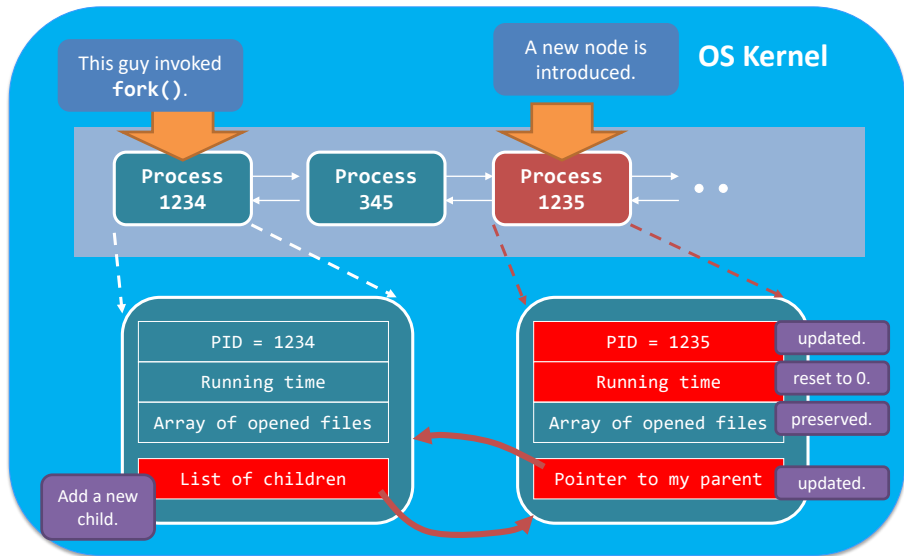 This guy invoked
fork().
A new node is
introduced.
OS Kernel
Process
1234
Process
345
Process
1235
PID = 1234
Running time
Array of opened files
List of children
Add a new
child.
PID = 1235
updated.
Running time
reset to 0.
Array of opened files
preserved.
Pointer to my parent
updated.